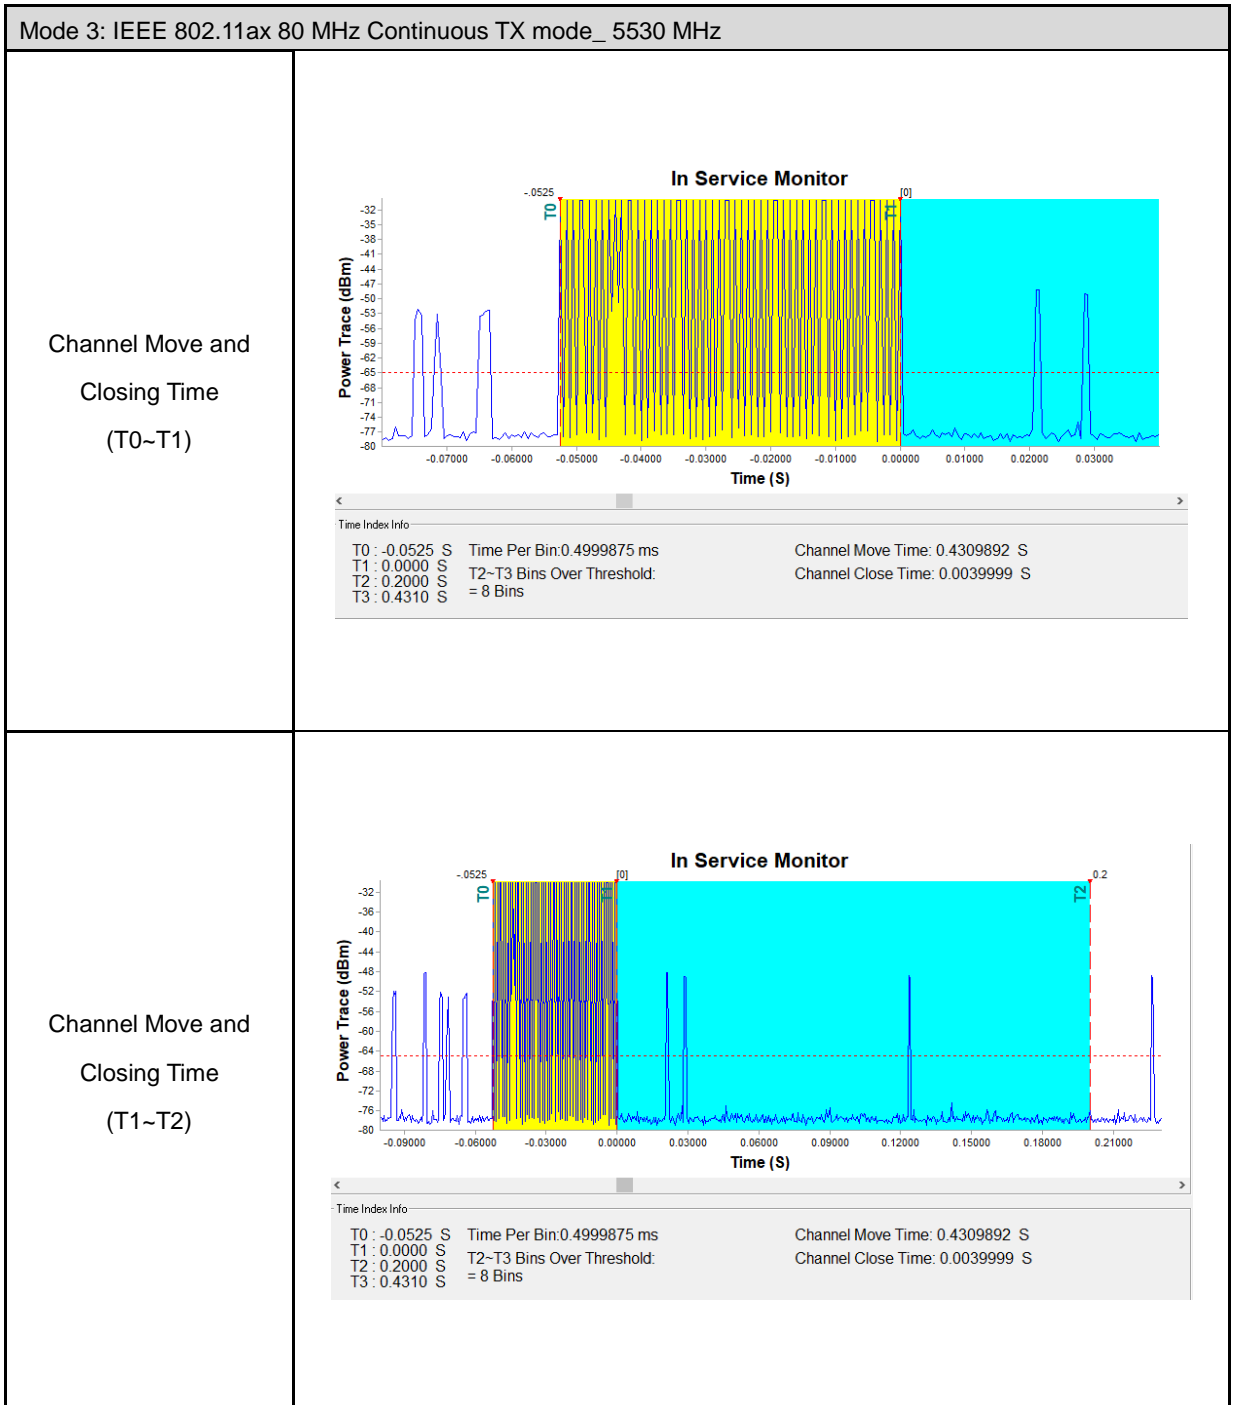 Mode 3: IEEE 802.11ax 80 MHz Continuous TX mode_ 5530 MHz
Channel Move and
Closing Time
(T0~T1)
In Service Monitor
-.0525
[0]
T0
T1
Power Trace (dBm)
-32
-35
-38
-41
-44
-47
-50
-53
-56
-59
-62
-65
-68
-71
-74
-77
-80
-0.07000 -0.06000 -0.05000 -0.04000 -0.03000 -0.02000 -0.01000 0.00000 0.01000 0.02000 0.03000
Time (S)
Time Index Info
T0 : -0.0525 S
T1 : 0.0000 S
T2 : 0.2000 S
T3 : 0.4310 S
Time Per Bin:0.4999875 ms
T2~T3 Bins Over Threshold:
= 8 Bins
Channel Move Time: 0.4309892 S
Channel Close Time: 0.0039999 S
Channel Move and
Closing Time
(T1~T2)
In Service Monitor
-.0525
[0]
0.2
T0
T1
T2
Power Trace (dBm)
-32
-36
-40
-44
-48
-52
-56
-60
-64
-68
-72
-76
-80
-0.09000 -0.06000 -0.03000 0.00000 0.03000 0.06000 0.09000 0.12000 0.15000 0.18000 0.21000
Time (S)
Time Index Info
T0 : -0.0525 S
T1 : 0.0000 S
T2 : 0.2000 S
T3 : 0.4310 S
Time Per Bin:0.4999875 ms
T2~T3 Bins Over Threshold:
= 8 Bins
Channel Move Time: 0.4309892 S
Channel Close Time: 0.0039999 S